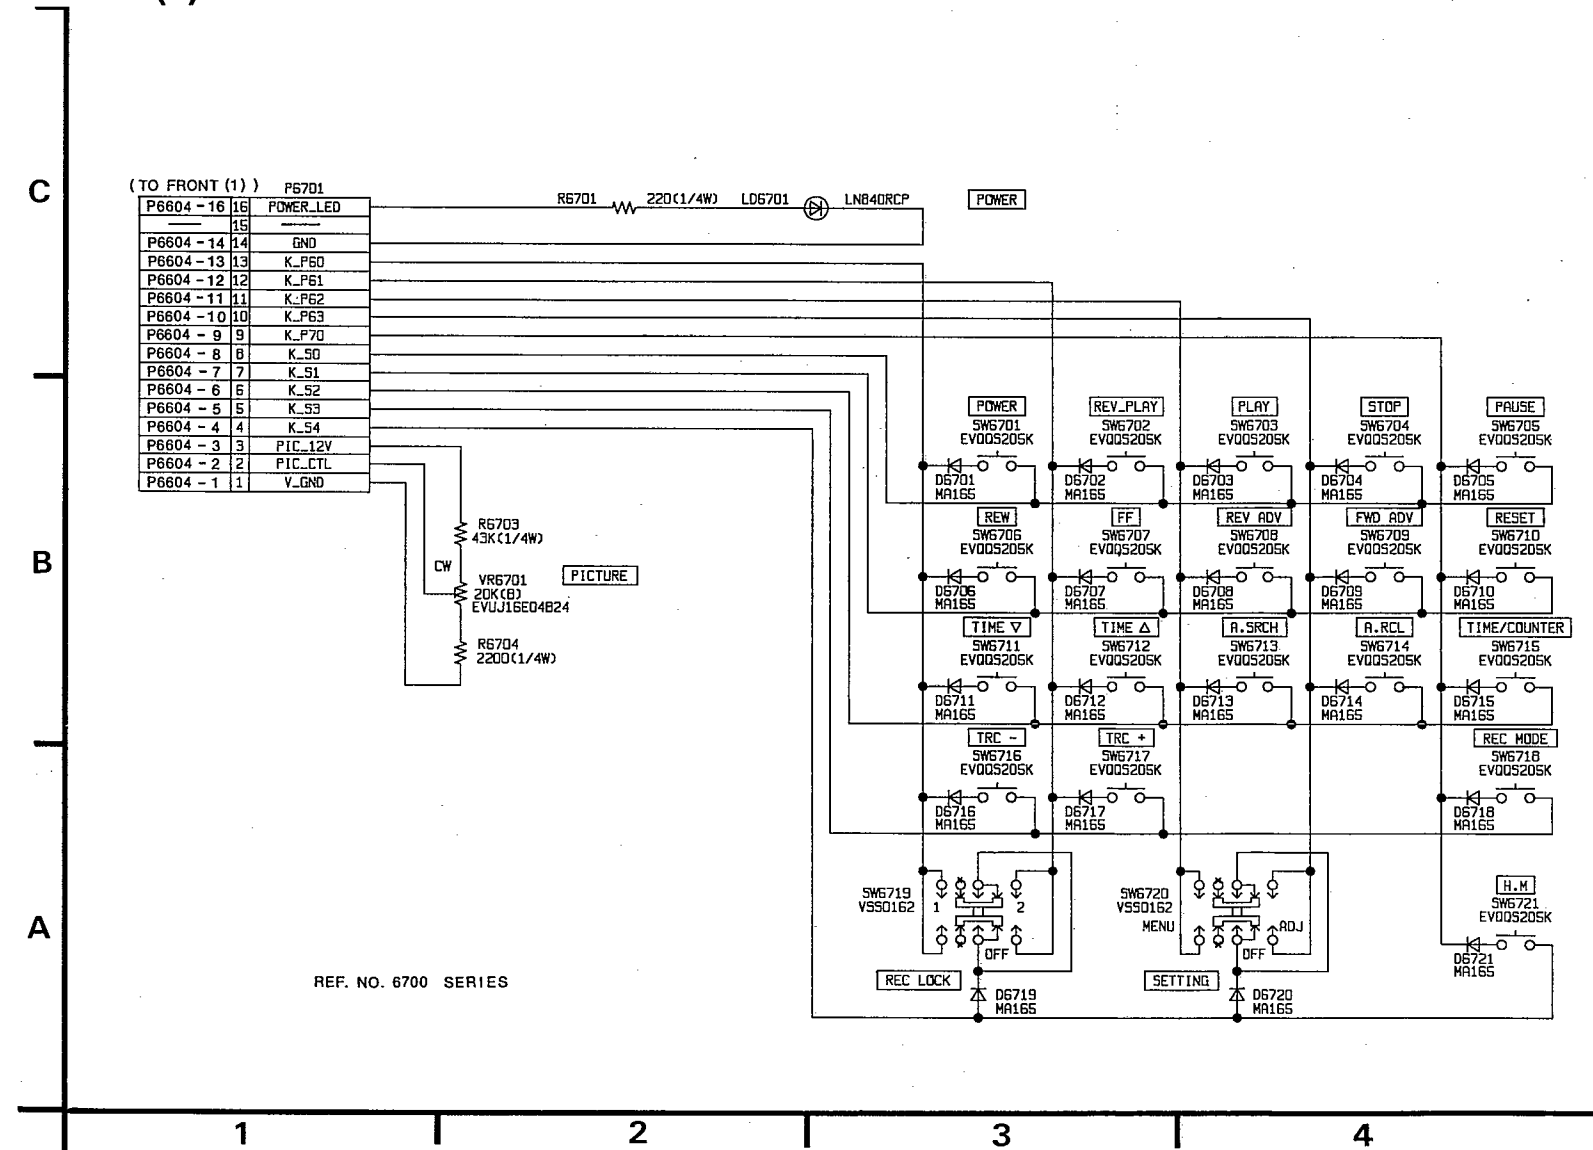 C
(TO FRONT (1))
P6701
P6604-16 16 POWER_LED
15
P6604-14 14 GND
P6604-13 13 K_P60
P6604-12 12 K_P61
P6604-11 11 K_P62
P6604-10 10 K_P63
P6604-9 9 K_P70
P6604-8 8 K_S0
P6604-7 7 K_S1
P6604-6 6 K_S2
P6604-5 5 K_S3
P6604-4 4 K_S4
P6604-3 3 PIC_12V
P6604-2 2 PIC_CTL
P6604-1 1 V_GND
R6701 220(1/4W) LD6701 LN840RCP
POWER
POWER REV_PLAY PLAY STOP PAUSE
SW6701 SW6702 SW6703 SW6704 SW6705
EVQQS205K EVQQS205K EVQQS205K EVQQS205K EVQQS205K
D6701 D6702 D6703 D6704 D6705
MA165 MA165 MA165 MA165 MA165
REW FF REV ADV FWD ADV RESET
SW6706 SW6707 SW6708 SW6709 SW6710
EVQQS205K EVQQS205K EVQQS205K EVQQS205K EVQQS205K
D6706 D6707 D6708 D6709 D6710
MA165 MA165 MA165 MA165 MA165
B
R6703
43K(1/4W)
CW
VR6701
20K(B)
EVUJ16E04B24
PICTURE
R6704
2200(1/4W)
TIME ▽ TIME △ A.SRCH A.RCL TIME/COUNTER
SW6711 SW6712 SW6713 SW6714 SW6715
EVQQS205K EVQQS205K EVQQS205K EVQQS205K EVQQS205K
D6711 D6712 D6713 D6714 D6715
MA165 MA165 MA165 MA165 MA165
TRC - TRC + REC MODE
SW6716 SW6717 SW6718
EVQQS205K EVQQS205K EVQQS205K
D6716 D6717 D6718
MA165 MA165 MA165
A
SW6719
VSS0162
1 2
OFF
REC LOCK
D6719
MA165
SW6720
VSS0162
MENU ADJ
OFF
SETTING
D6720
MA165
H.M
SW6721
EVQQS205K
D6721
MA165
REF. NO. 6700 SERIES
1 2 3 4